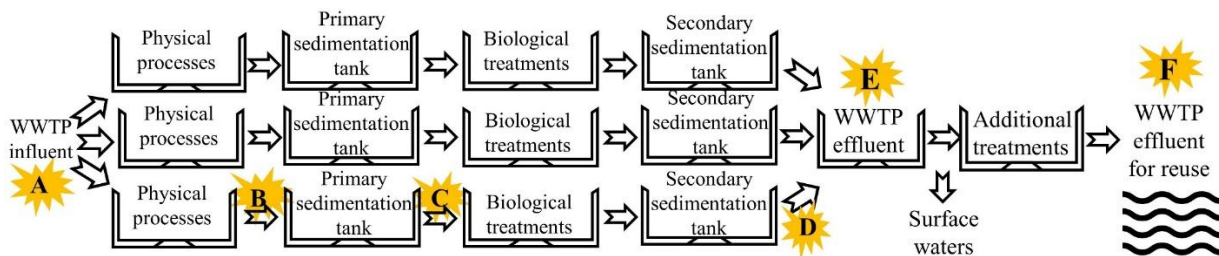 Physical
processes
Primary
sedimentation
tank
Biological
treatments
Secondary
sedimentation
tank
WWTP
influent
A
Physical
processes
Primary
sedimentation
tank
Biological
treatments
Secondary
sedimentation
tank
E
WWTP
effluent
Additional
treatments
F
WWTP
effluent
for reuse
Physical
processes
B
Primary
sedimentation
tank
C
Biological
treatments
Secondary
sedimentation
tank
D
Surface
waters